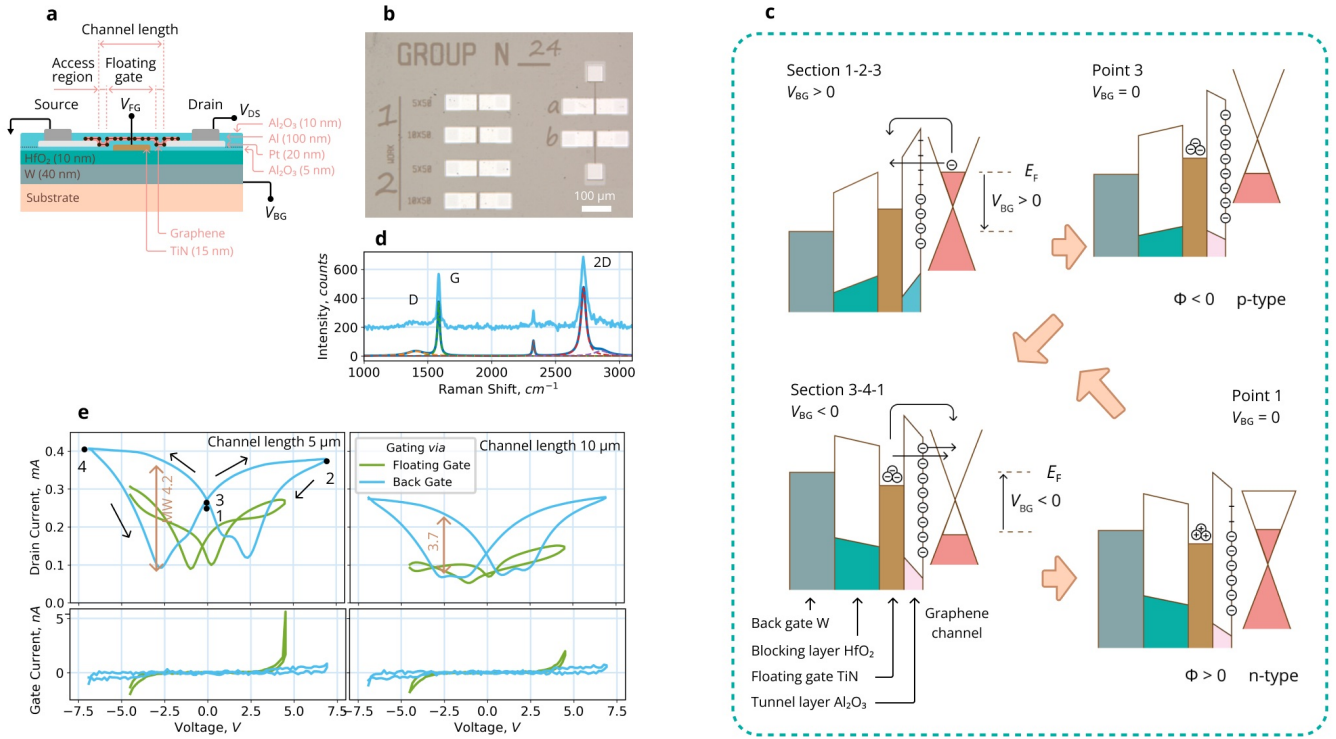 a
Channel length
Access
region
Floating
gate
Source
V_FG
Drain
V_DS
Al₂O₃ (10 nm)
Al (100 nm)
Pt (20 nm)
Al₂O₃ (5 nm)
HfO₂ (10 nm)
W (40 nm)
Substrate
V_BG
Graphene
TiN (15 nm)
b
GROUP N 24
1
2
WORK
5X50
10X50
5X50
10X50
a
b
100 μm
d
Intensity, counts
600
400
200
0
D
G
2D
1000
1500
2000
2500
3000
Raman Shift, cm⁻¹
e
Drain Current, mA
0.4
0.3
0.2
0.1
0.0
Channel length 5 μm
4
2
3
1
MW 4.2
Channel length 10 μm
Gating via
Floating Gate
Back Gate
3.7
Gate Current, nA
5
0
−7.5
−5.0
−2.5
0.0
2.5
5.0
7.5
−7.5
−5.0
−2.5
0.0
2.5
5.0
7.5
Voltage, V
Voltage, V
c
Section 1-2-3
V_BG > 0
E_F
V_BG > 0
Point 3
V_BG = 0
Φ < 0 p-type
Section 3-4-1
V_BG < 0
E_F
V_BG < 0
Back gate W
Blocking layer HfO₂
Floating gate TiN
Tunnel layer Al₂O₃
Graphene
channel
Point 1
V_BG = 0
Φ > 0 n-type